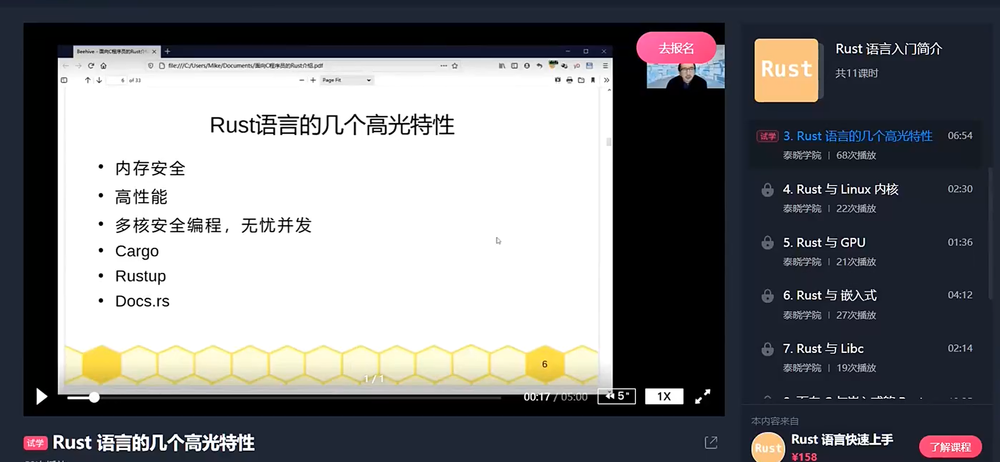 Beehive - 面向C程序员的Rust介
file:///C:/Users/Mike/Documents/面向C程序员的Rust介绍.pdf
6 of 33
Page Fit
Rust语言的几个高光特性
• 内存安全
• 高性能
• 多核安全编程，无忧并发
• Cargo
• Rustup
• Docs.rs
6
1 / 1
00:17 / 05:00
5"
1X
去报名
试学 Rust 语言的几个高光特性
Rust
Rust 语言入门简介
共11课时
试学 3. Rust 语言的几个高光特性 06:54
泰晓学院 | 68次播放
4. Rust 与 Linux 内核 02:30
泰晓学院 | 22次播放
5. Rust 与 GPU 01:36
泰晓学院 | 21次播放
6. Rust 与 嵌入式 04:12
泰晓学院 | 27次播放
7. Rust 与 Libc 02:14
泰晓学院 | 19次播放
本内容来自
Rust
Rust 语言快速上手
¥158
了解课程